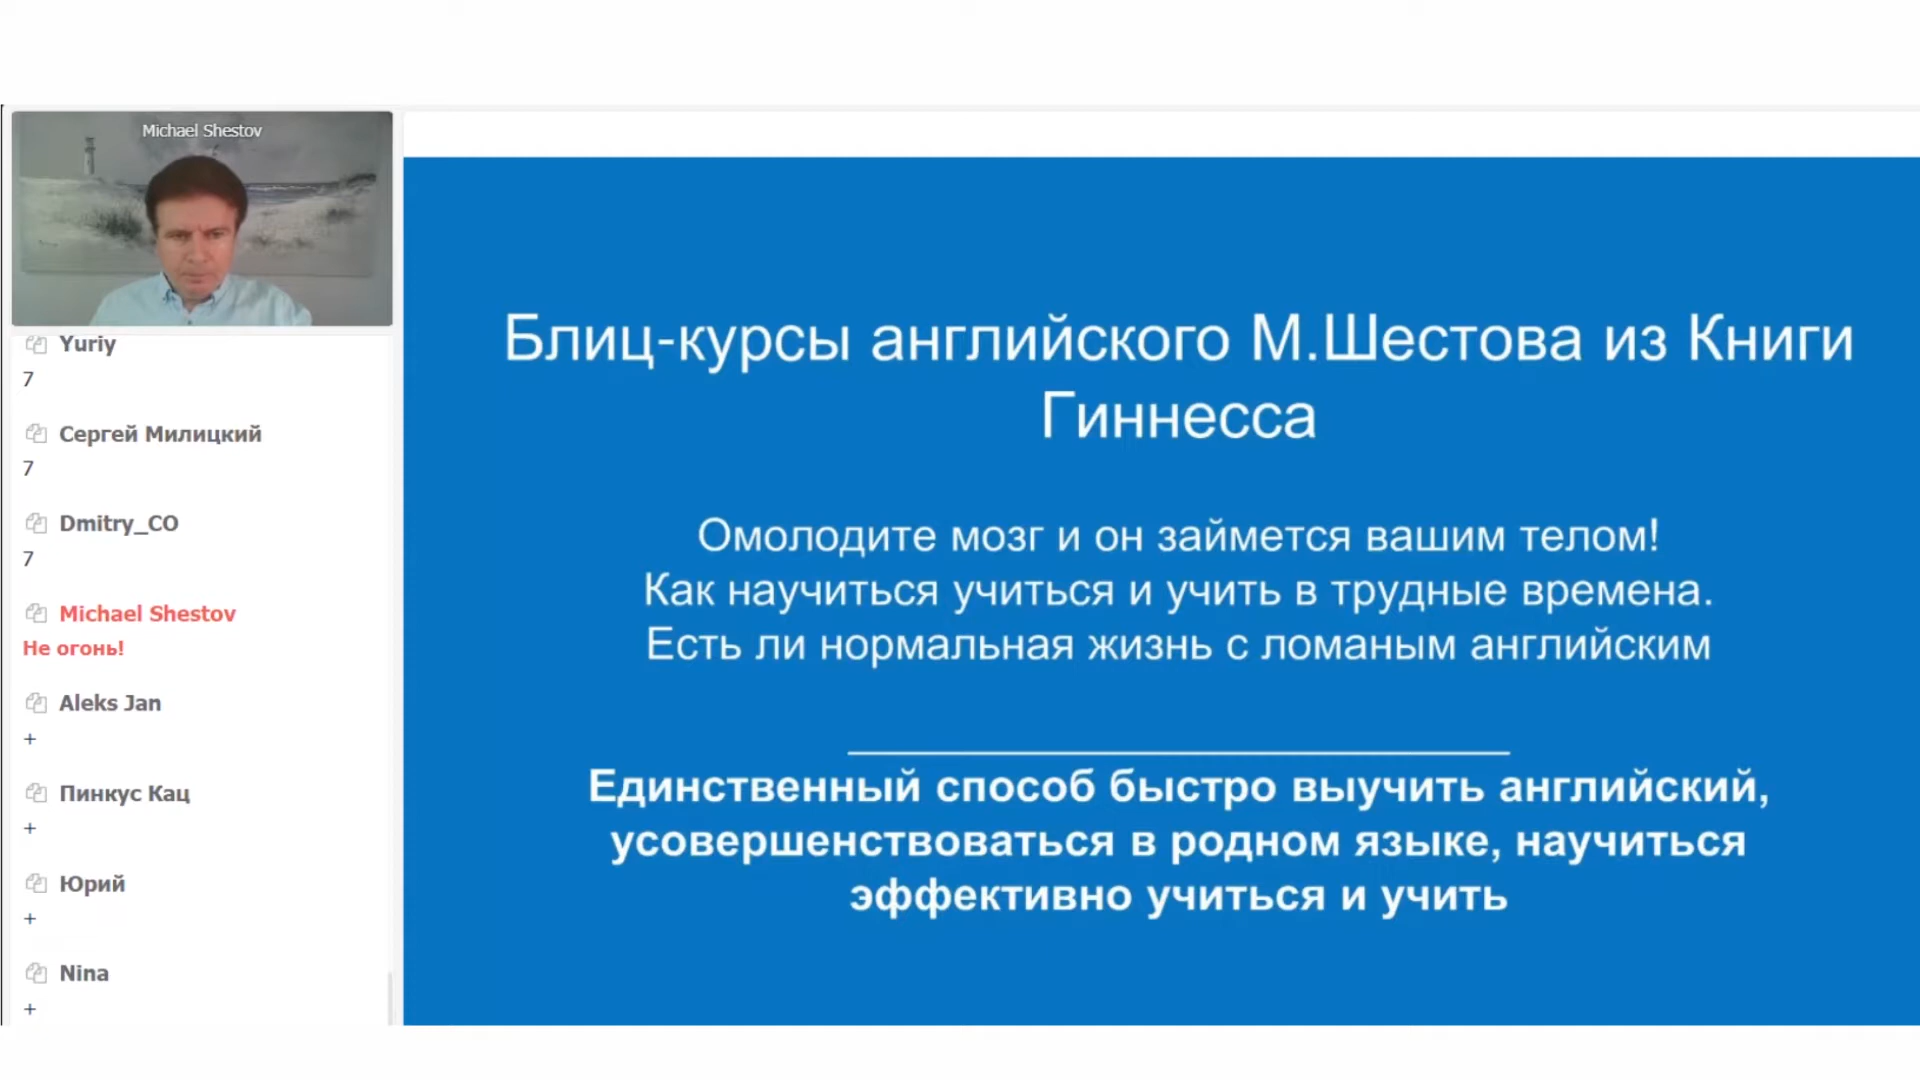 Michael Shestov
Yuriy
7
Сергей Милицкий
7
Dmitry_CO
7
Michael Shestov
Не огонь!
Aleks Jan
+
Пинкус Кац
+
Юрий
+
Nina
+
Блиц-курсы английского М.Шестова из Книги
Гиннесса
Омолодите мозг и он займется вашим телом!
Как научиться учиться и учить в трудные времена.
Есть ли нормальная жизнь с ломаным английским
Единственный способ быстро выучить английский,
усовершенствоваться в родном языке, научиться
эффективно учиться и учить